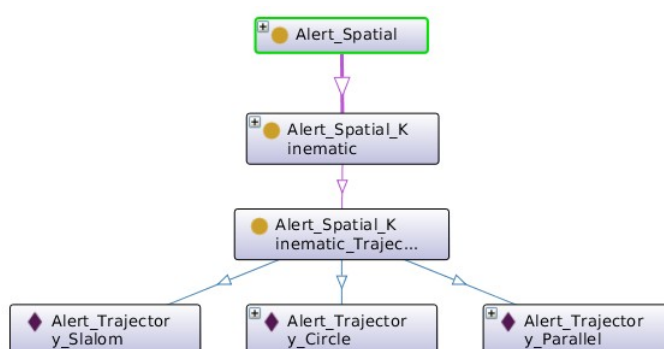 Alert_Spatial
Alert_Spatial_K
inematic
Alert_Spatial_K
inematic_Trajec...
Alert_Trajector
y_Slalom
Alert_Trajector
y_Circle
Alert_Trajector
y_Parallel